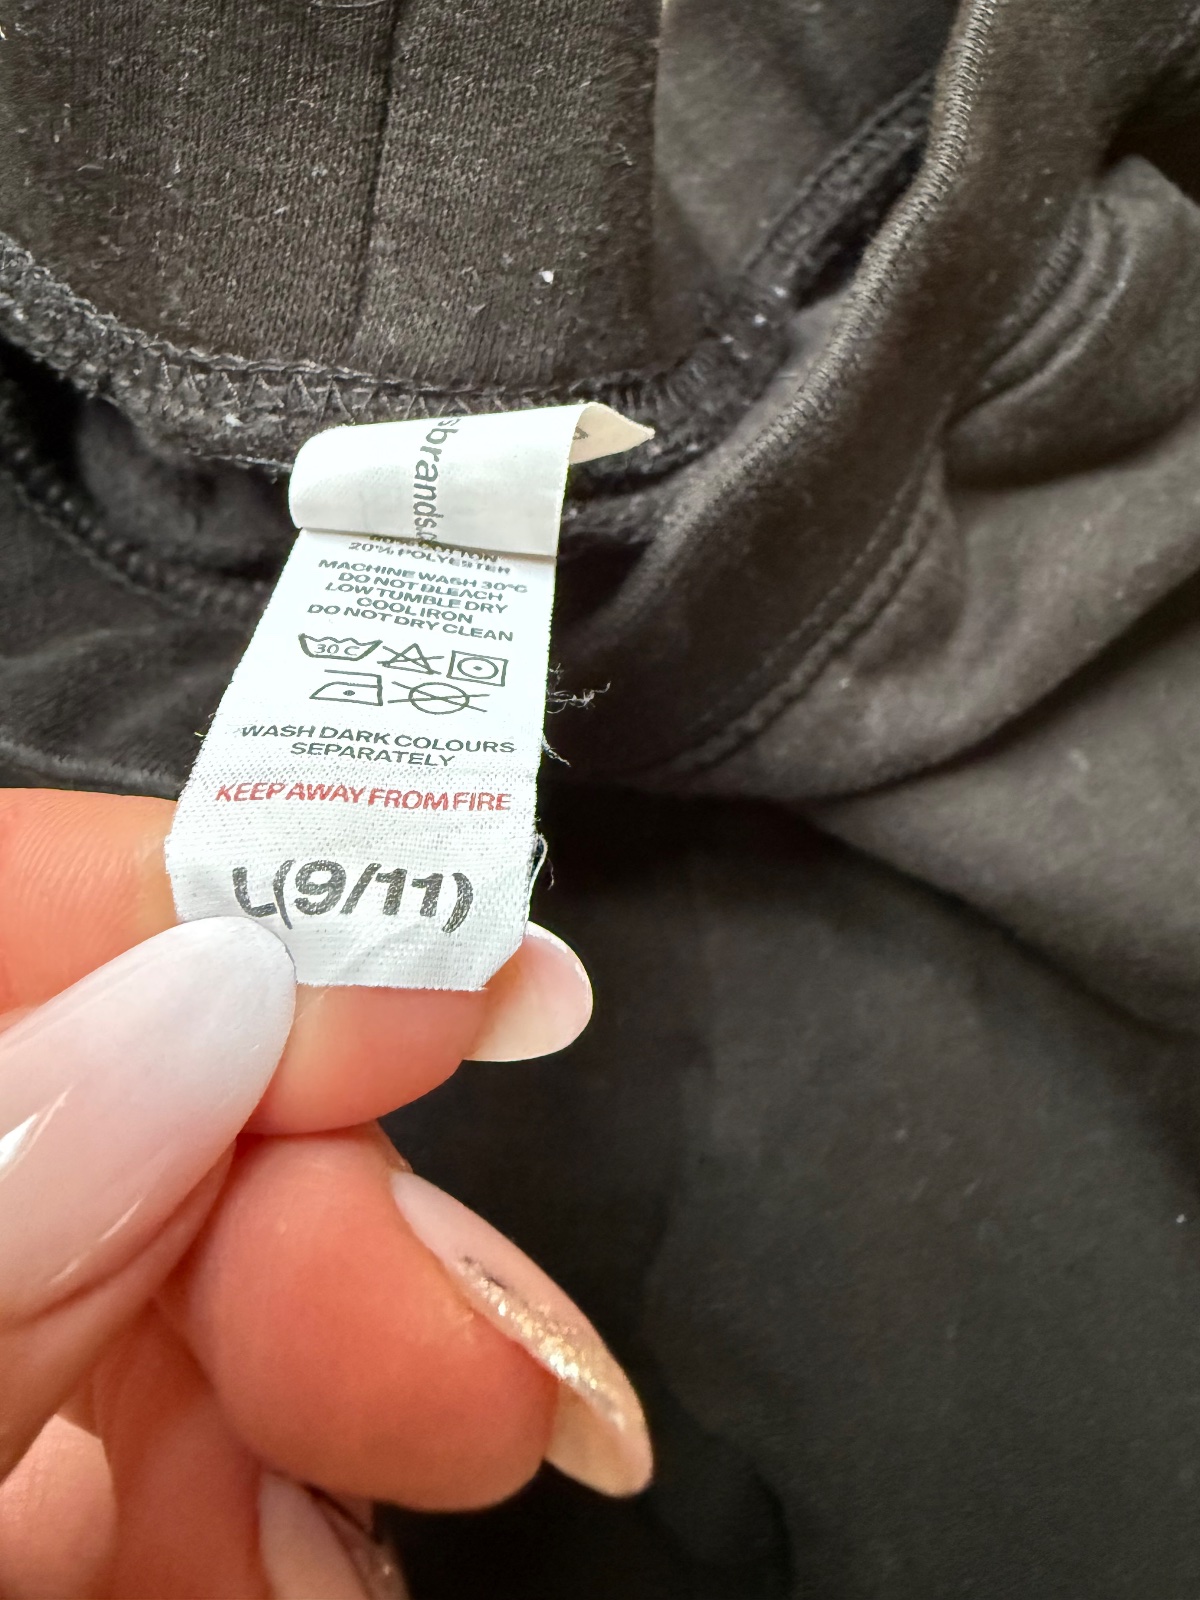 sbrands.
20% POLYESTER
MACHINE WASH 30°C
DO NOT BLEACH
LOW TUMBLE DRY
COOL IRON
DO NOT DRY CLEAN
30 C
WASH DARK COLOURS
SEPARATELY
KEEP AWAY FROM FIRE
L(9/11)